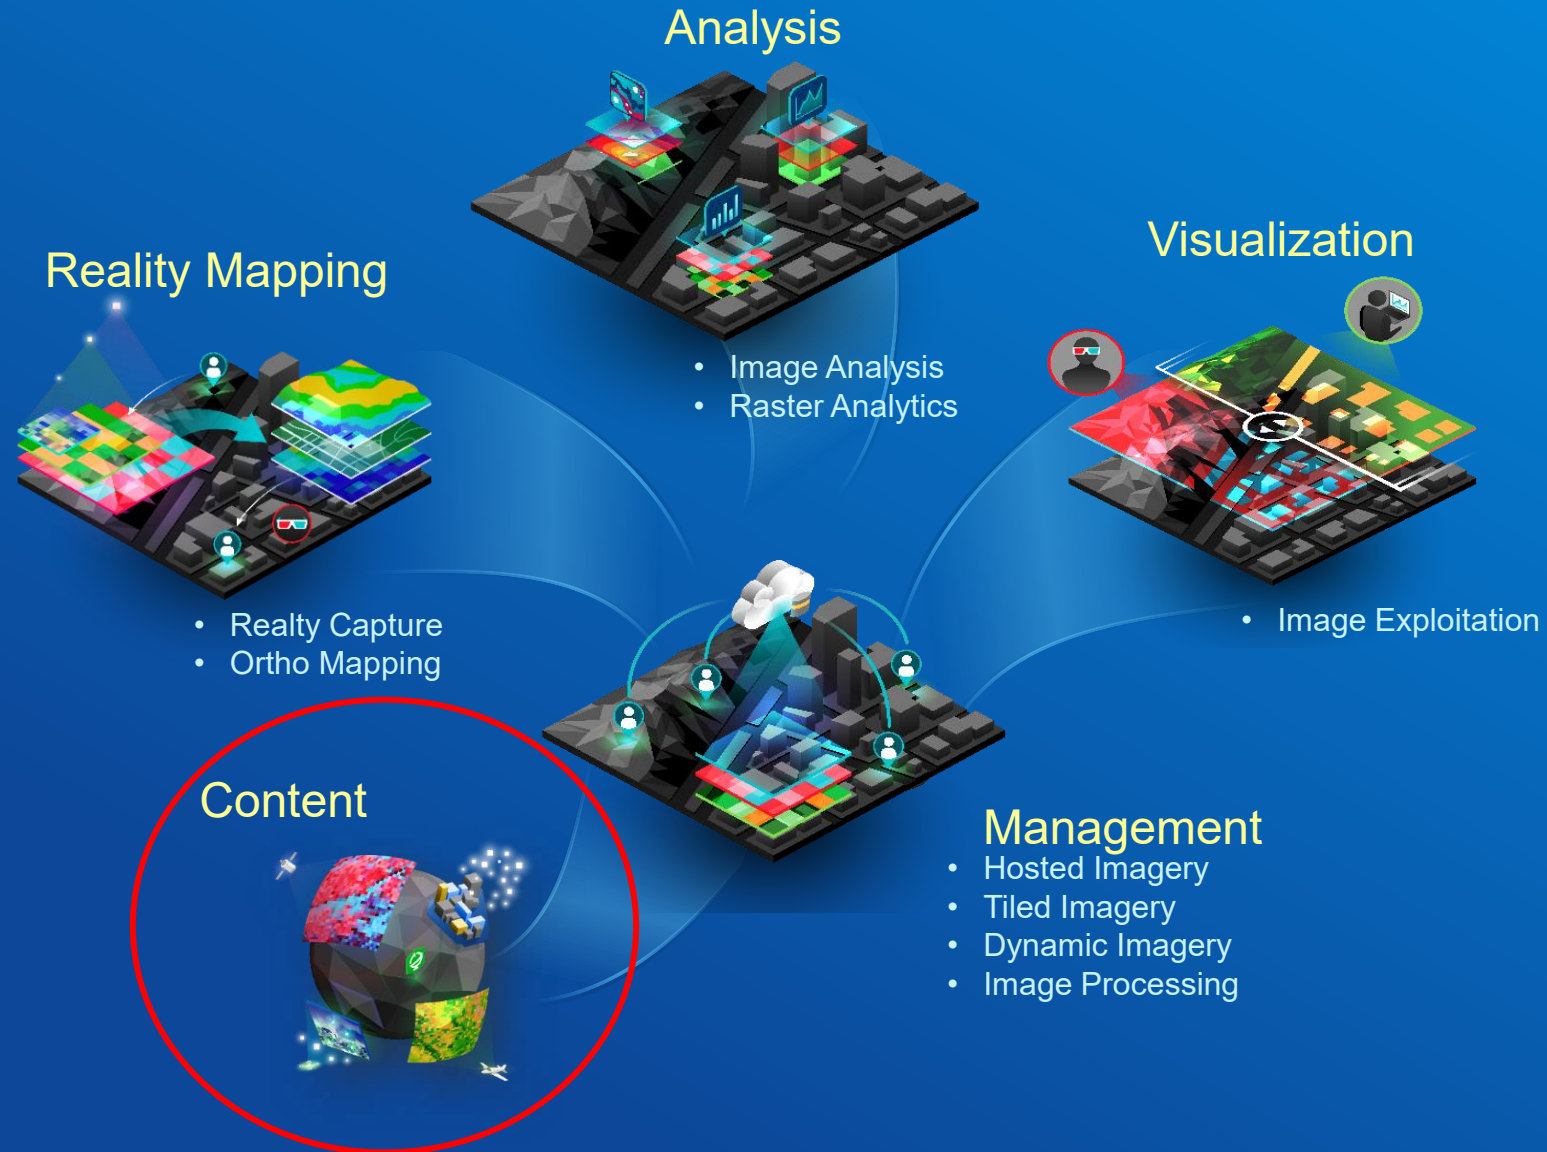 Analysis
• Image Analysis
• Raster Analytics
Reality Mapping
• Realty Capture
• Ortho Mapping
Visualization
• Image Exploitation
Content
Management
• Hosted Imagery
• Tiled Imagery
• Dynamic Imagery
• Image Processing